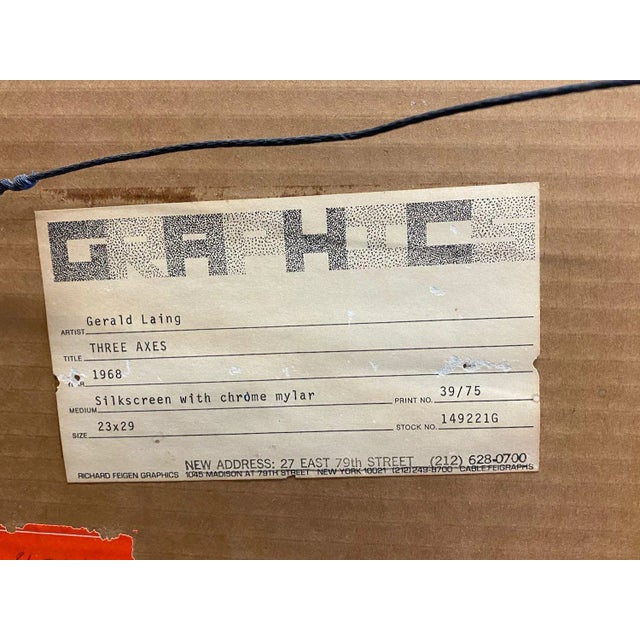 GRAPHICS
ARTIST Gerald Laing
TITLE THREE AXES
1968
MEDIUM Silkscreen with chrome mylar PRINT NO. 39/75
SIZE 23x29 STOCK NO. 149221G
NEW ADDRESS: 27 EAST 79th STREET (212) 628-0700
RICHARD FEIGEN GRAPHICS 1045 MADISON AT 79TH STREET NEW YORK 10021 (212) 249-8700 CABLE.FEIGRAPHS